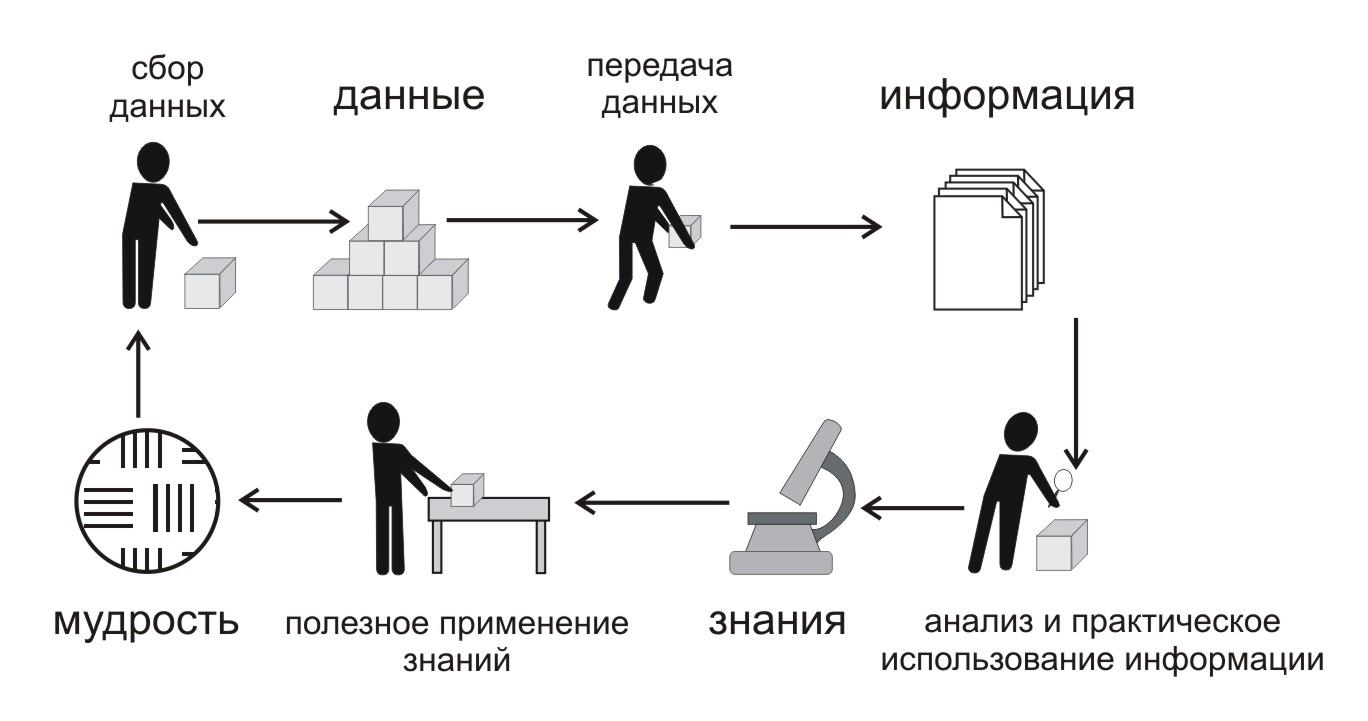 сбор
данных
данные
передача
данных
информация
мудрость
полезное применение
знаний
знания
анализ и практическое
использование информации